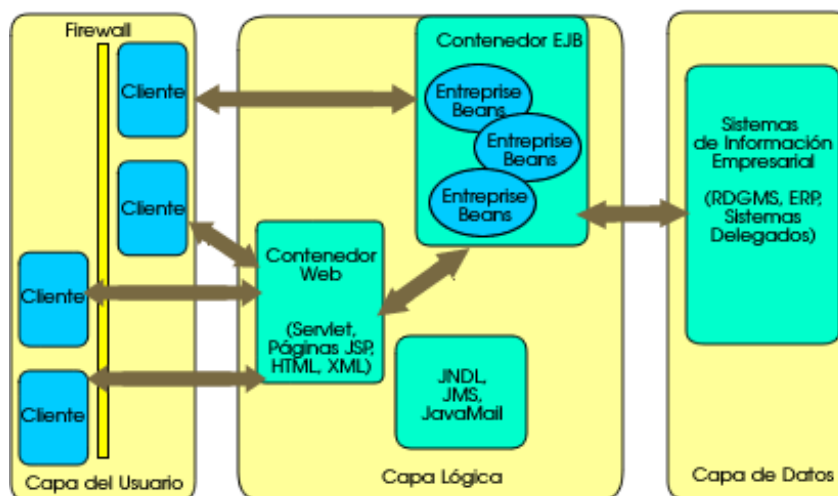 Firewall
Cliente
Cliente
Cliente
Cliente
Capa del Usuario
Contenedor EJB
Entreprise
Beans
Entreprise
Beans
Entreprise
Beans
Contenedor
Web
(Servlet,
Páginas JSP,
HTML, XML)
JNDL,
JMS,
JavaMail
Capa Lógica
Sistemas
de Información
Empresarial
(RDGMS, ERP,
Sistemas
Delegados)
Capa de Datos